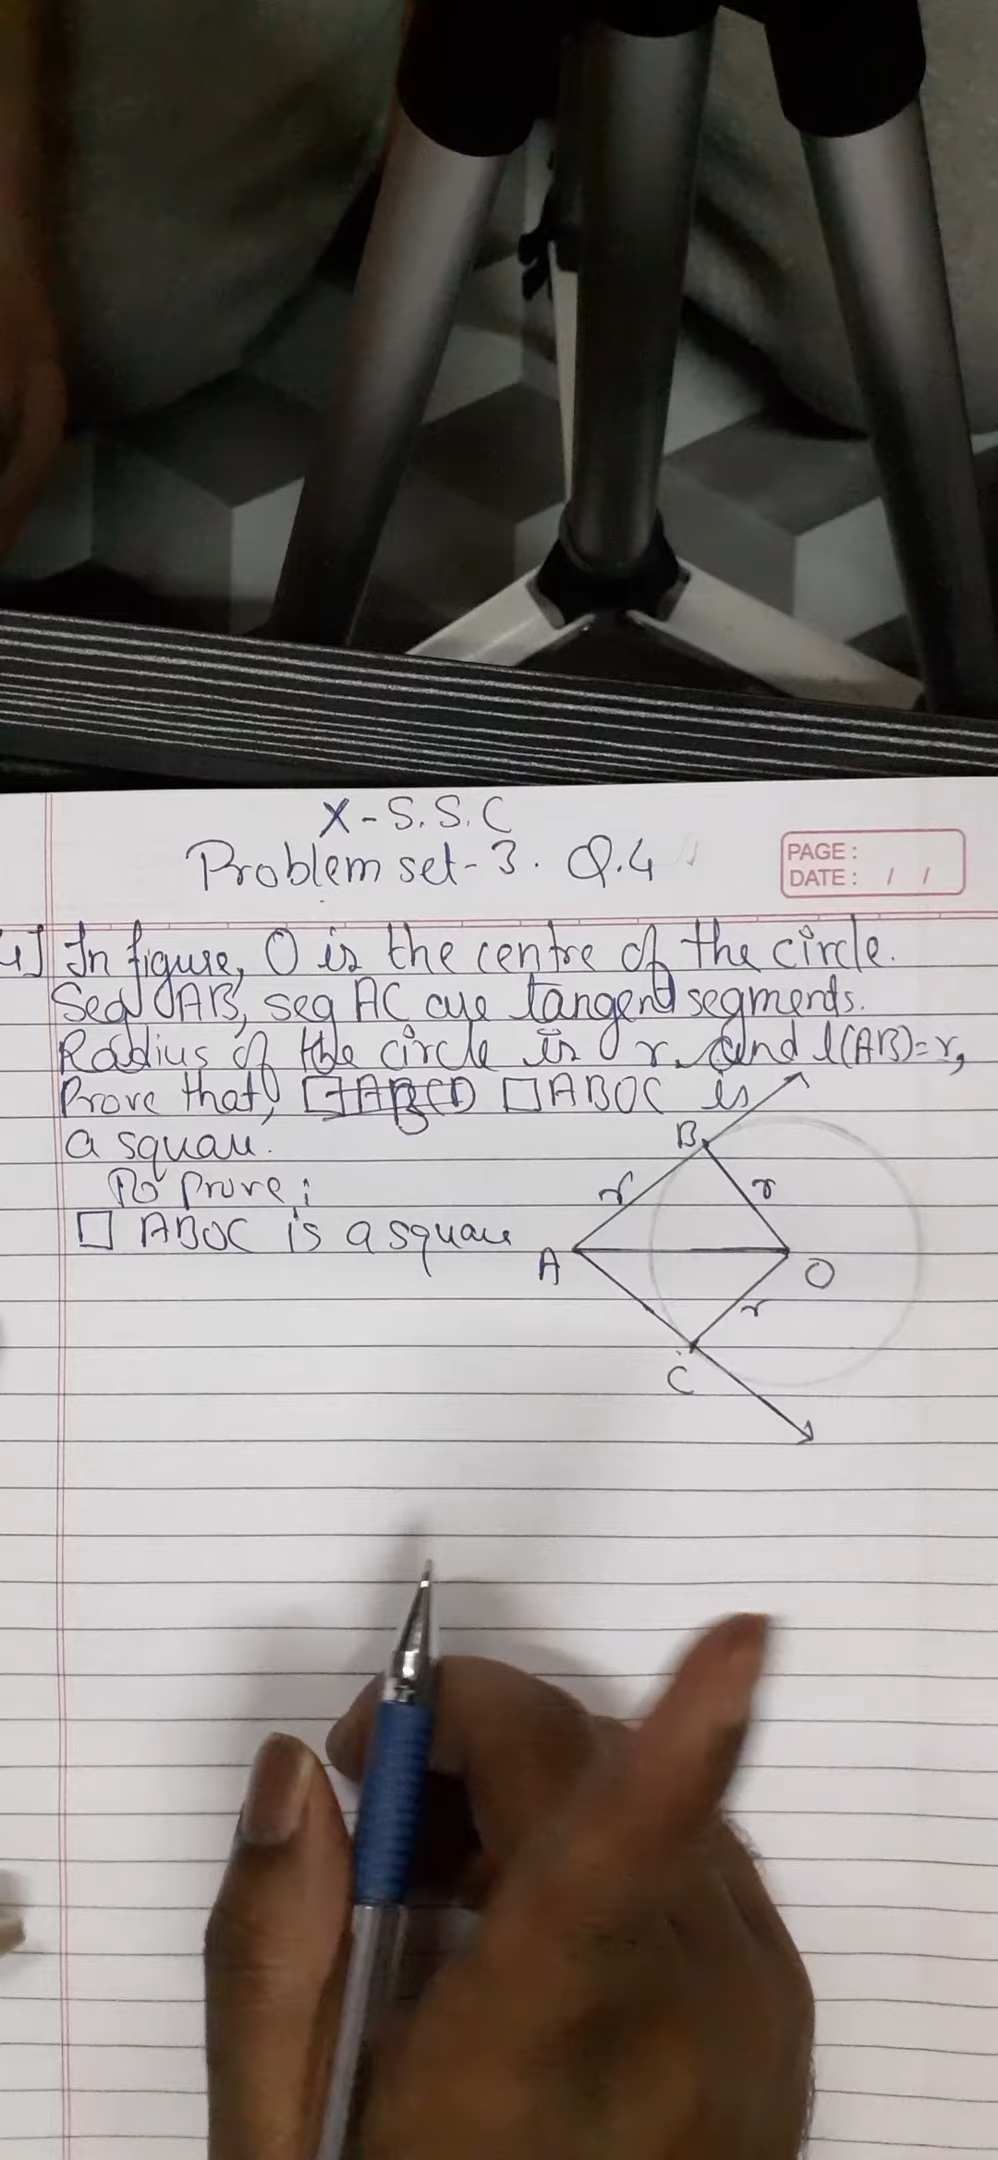 X-S.S.C
Problem set-3. Q.4
PAGE :
DATE : / /
4] In figure, O is the centre of the circle.
Seg AB, seg AC are tangent segments.
Radius of the circle is r and l(AB)=r,
Prove that, □ABCD □ABOC is
a square.
To prove:
□ ABOC is a square
B
r
r
A
O
r
C